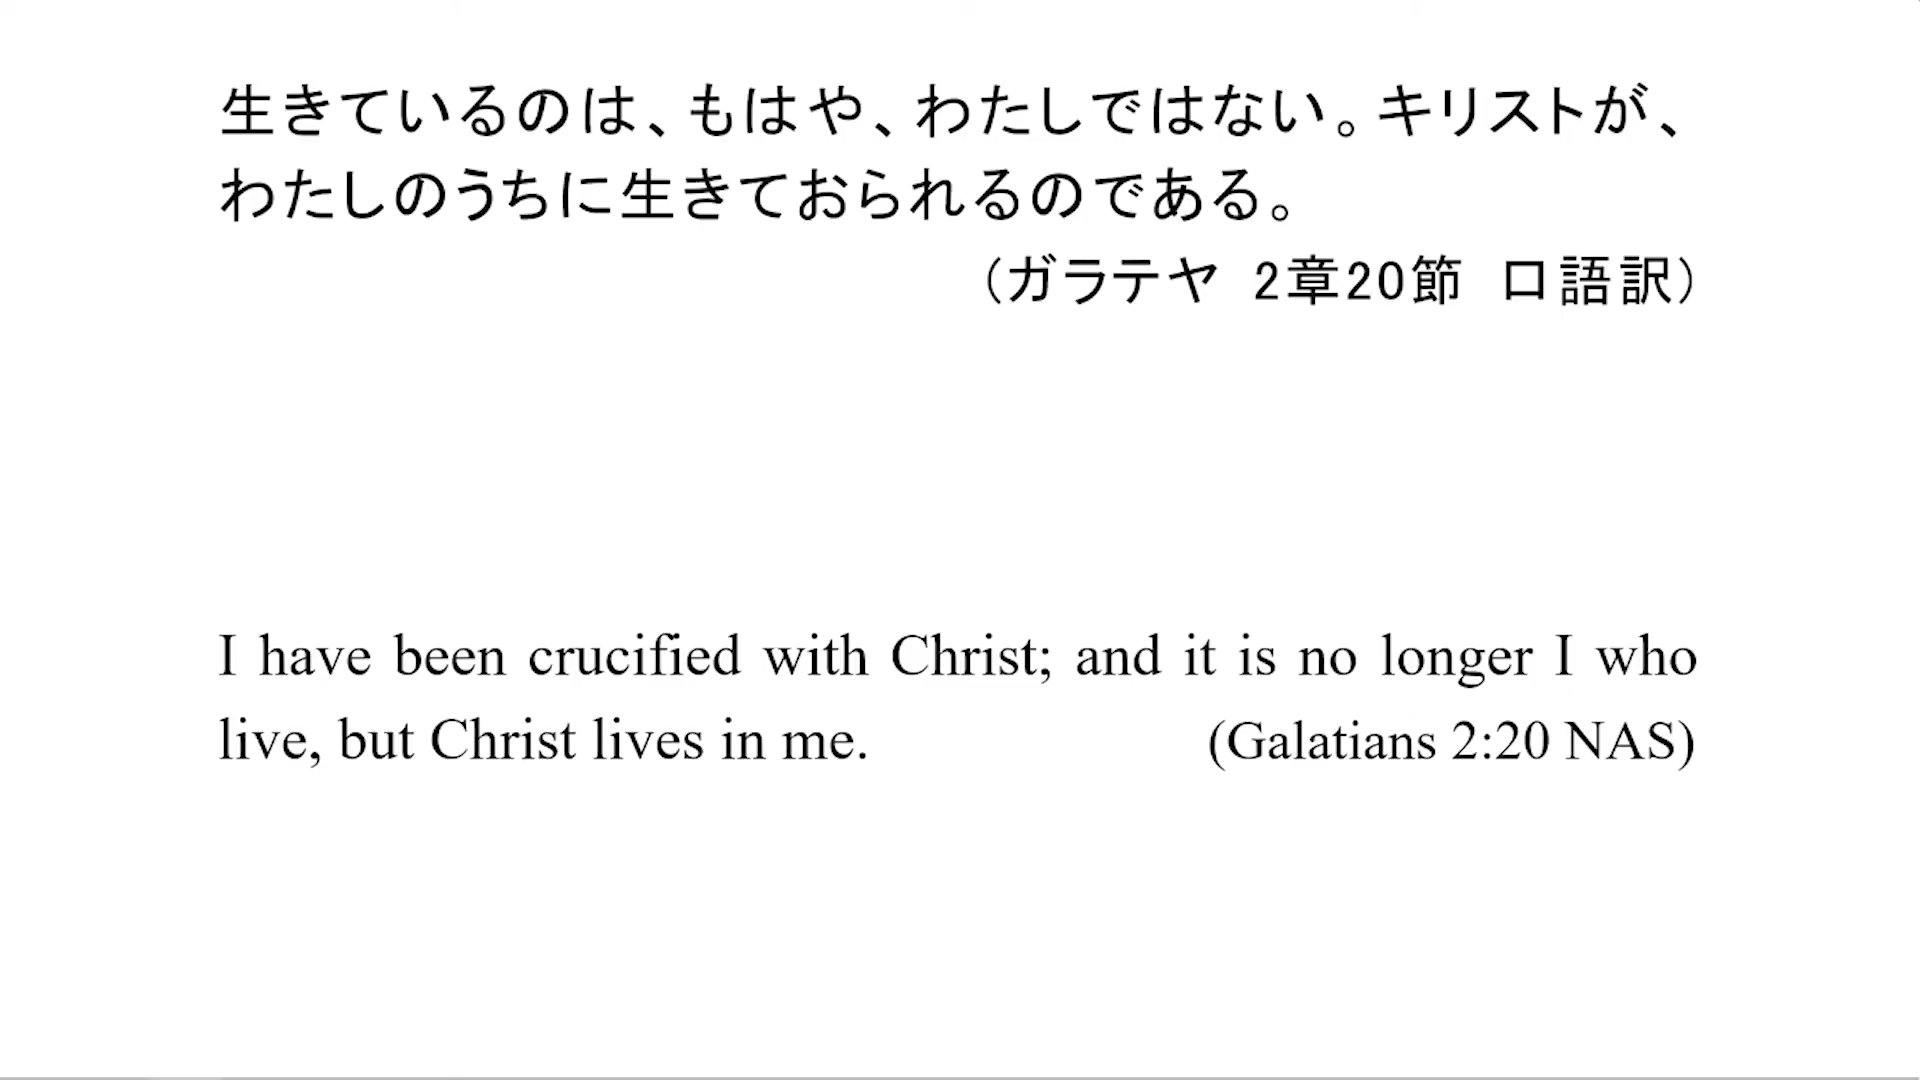 生きているのは、もはや、わたしではない。キリストが、
わたしのうちに生きておられるのである。
(ガラテヤ 2章20節 口語訳)
I have been crucified with Christ; and it is no longer I who
live, but Christ lives in me. (Galatians 2:20 NAS)